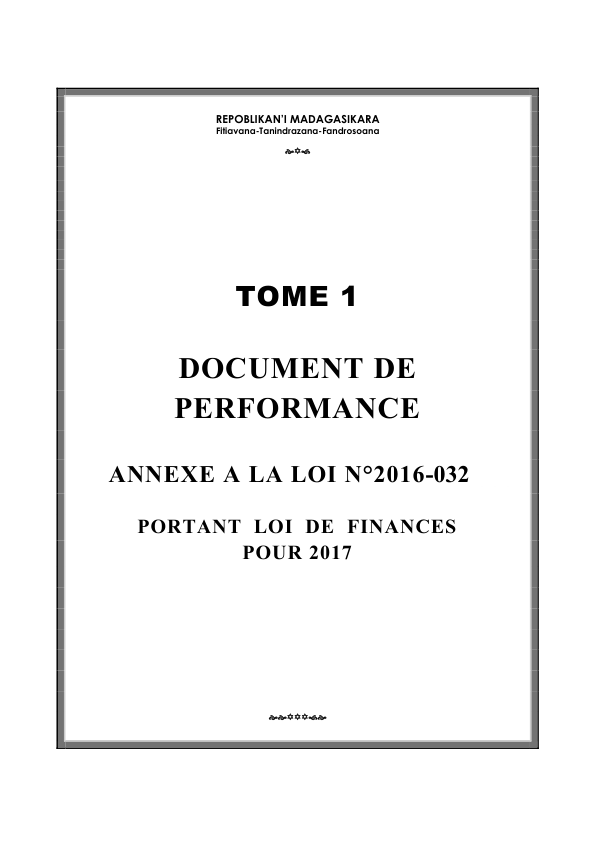 REPOBLIKAN'I MADAGASIKARA
Fitiavana-Tanindrazana-Fandrosoana
TOME 1
DOCUMENT DE
PERFORMANCE
ANNEXE A LA LOI N°2016-032
PORTANT LOI DE FINANCES
POUR 2017